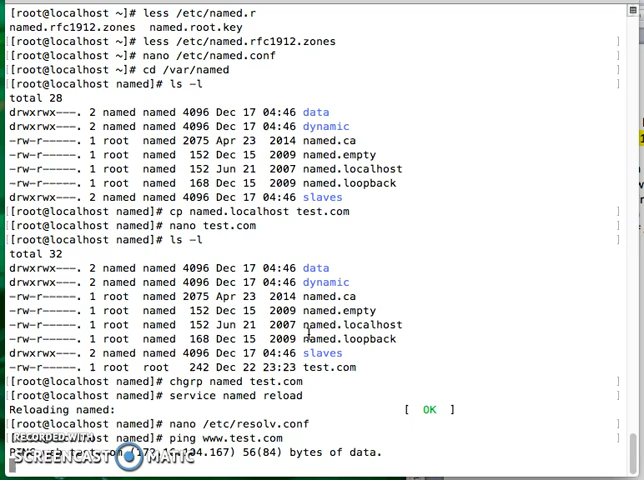 [root@localhost ~]# less /etc/named.r
named.rfc1912.zones  named.root.key
[root@localhost ~]# less /etc/named.rfc1912.zones
[root@localhost ~]# nano /etc/named.conf
[root@localhost ~]# cd /var/named
[root@localhost named]# ls -l
total 28
drwxrwx---. 2 named named 4096 Dec 17 04:46 data
drwxrwx---. 2 named named 4096 Dec 17 04:46 dynamic
-rw-r-----. 1 root  named 2075 Apr 23  2014 named.ca
-rw-r-----. 1 root  named  152 Dec 15  2009 named.empty
-rw-r-----. 1 root  named  152 Jun 21  2007 named.localhost
-rw-r-----. 1 root  named  168 Dec 15  2009 named.loopback
drwxrwx---. 2 named named 4096 Dec 17 04:46 slaves
[root@localhost named]# cp named.localhost test.com
[root@localhost named]# nano test.com
[root@localhost named]# ls -l
total 32
drwxrwx---. 2 named named 4096 Dec 17 04:46 data
drwxrwx---. 2 named named 4096 Dec 17 04:46 dynamic
-rw-r-----. 1 root  named 2075 Apr 23  2014 named.ca
-rw-r-----. 1 root  named  152 Dec 15  2009 named.empty
-rw-r-----. 1 root  named  152 Jun 21  2007 named.localhost
-rw-r-----. 1 root  named  168 Dec 15  2009 named.loopback
drwxrwx---. 2 named named 4096 Dec 17 04:46 slaves
-rw-r-----. 1 root  root   242 Dec 22 23:23 test.com
[root@localhost named]# chgrp named test.com
[root@localhost named]# service named reload
Reloading named:                                           [  OK  ]
[root@localhost named]# nano /etc/resolv.conf
[root@localhost named]# ping www.test.com
56(84) bytes of data.
RECORDED WITH
SCREENCAST MATIC